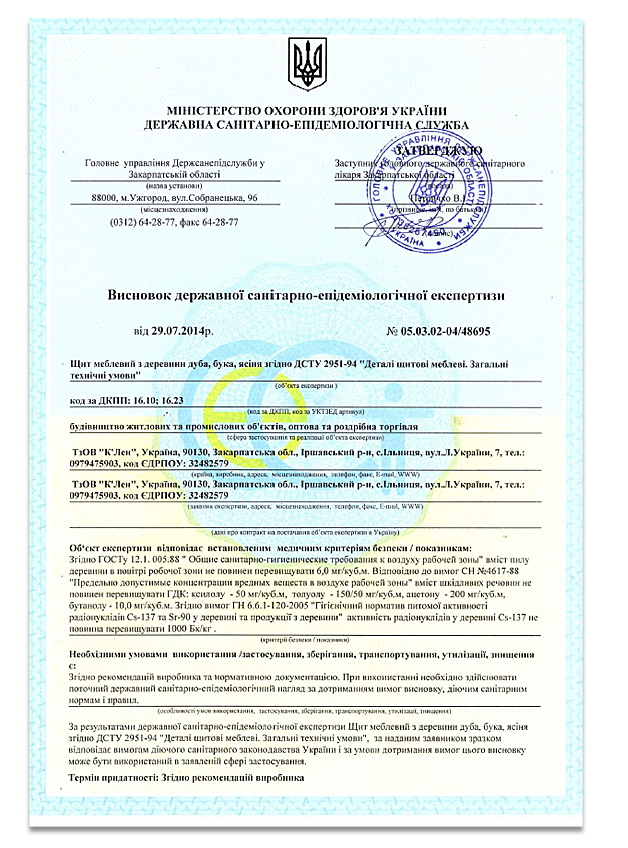 МІНІСТЕРСТВО ОХОРОНИ ЗДОРОВ'Я УКРАЇНИ
ДЕРЖАВНА САНІТАРНО-ЕПІДЕМІОЛОГІЧНА СЛУЖБА
ЗАТВЕРДЖУЮ
Головне управління Держсанепідслужби у
Закарпатській області
(назва установи)
88000, м.Ужгород, вул.Собранецька, 96
(місцезнаходження)
(0312) 64-28-77, факс 64-28-77
Заступник головного державного санітарного
лікаря Закарпатської області
(посада)
В.І.
(прізвище, ім'я, по батькові)
(підпис)
УКРАЇНА
Висновок державної санітарно-епідеміологічної експертизи
від 29.07.2014р.
№ 05.03.02-04/48695
Щит меблевий з деревини дуба, бука, ясіня згідно ДСТУ 2951-94 "Деталі щитові меблеві. Загальні
технічні умови"
(об'єкта експертизи )
код за ДКПП: 16.10; 16.23
(код за ДКПП, код за УКТЗЕД артикул)
будівництво житлових та промислових об'єктів, оптова та роздрібна торгівля
(сфера застосування та реалізації об'єкта експертизи)
ТзОВ "К'Лен", Україна, 90130, Закарпатська обл., Іршавський р-н, с.Ільниця, вул.Л.Українки, 7, тел.:
0979475903, код ЄДРПОУ: 32482579
(країна, виробник, адреса, місцезнаходження, телефон, факс, E-mail, WWW)
ТзОВ "К'Лен", Україна, 90130, Закарпатська обл., Іршавський р-н, с.Ільниця, вул.Л.Українки, 7, тел.:
0979475903, код ЄДРПОУ: 32482579
(заявник експертизи, адреса, місцезнаходження, телефон, факс, E-mail, WWW)
(дані про контракт на постачання об'єкта експертизи в Україну)
Об'єкт експертизи відповідає встановленим медичним критеріям безпеки / показникам:
Згідно ГОСТу 12.1. 005.88 " Общие санитарно-гигиенические требования к воздуху рабочей зоны" вміст пилу
деревини в повітрі робочої зони не повинен перевищувати 6,0 мг/куб.м. Відповідно до вимог СН №4617-88
"Предельно допустимые концентрации вредных веществ в воздухе рабочей зоны" вміст шкідливих речовин не
повинен перевищувати ГДК: ксилолу - 50 мг/куб.м, толуолу - 150/50 мг/куб.м, ацетону - 200 мг/куб.м,
бутанолу - 10,0 мг/куб.м. Згідно вимог ГН 6.6.1-120-2005 "Гігієнічний норматив питомої активності
радіонуклідів Cs-137 та Sr-90 у деревині та продукції з деревини" активність радіонуклідів у деревині Cs-137 не
повинна перевищувати 1000 Бк/кг .
(критерії безпеки / показники)
Необхідними умовами використання /застосування, зберігання, транспортування, утилізації, знищення
є:
Згідно рекомендацій виробника та нормативною документацією. При використанні необхідно здійснювати
поточний державний санітарно-епідеміологічний нагляд за дотриманням вимог висновку, діючим санітарним
нормам і правил.
(особливості умов використання, застосування, зберігання, транспортування, утилізації, знищення)
За результатами державної санітарно-епідеміологічної експертизи Щит меблевий з деревини дуба, бука, ясіня
згідно ДСТУ 2951-94 "Деталі щитові меблеві. Загальні технічні умови", за наданим заявником зразком
відповідає вимогам діючого санітарного законодавства України і за умови дотримання вимог цього висновку
може бути використаний в заявленій сфері застосування.
Термін придатності: Згідно рекомендацій виробника